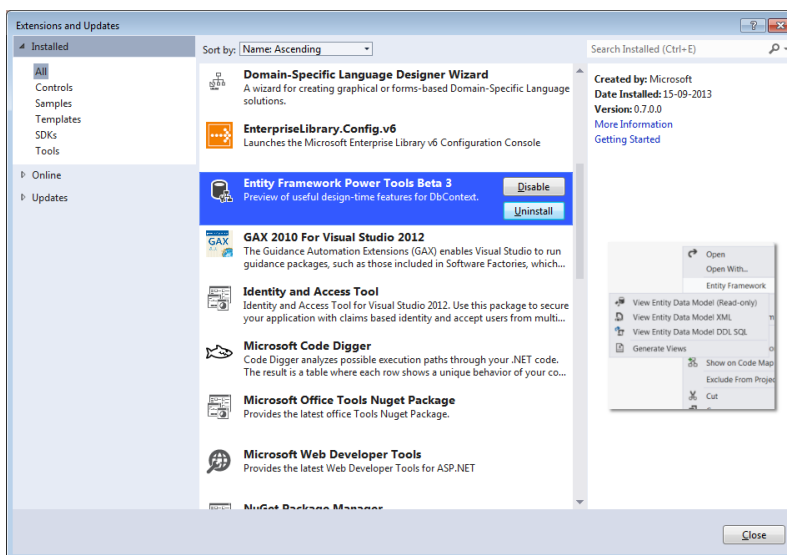 Extensions and Updates
Installed
All
Controls
Samples
Templates
SDKs
Tools
Online
Updates
Sort by: Name: Ascending
Domain-Specific Language Designer Wizard
A wizard for creating graphical or forms-based Domain-Specific Language
solutions.
EnterpriseLibrary.Config.v6
Launches the Microsoft Enterprise Library v6 Configuration Console
Entity Framework Power Tools Beta 3
Preview of useful design-time features for DbContext.
Disable
Uninstall
GAX
GAX 2010 For Visual Studio 2012
The Guidance Automation Extensions (GAX) enables Visual Studio to run
guidance packages, such as those included in Software Factories, which...
Identity and Access Tool
Identity and Access Tool for Visual Studio 2012. Use this package to secure
your application with claims based identity and accept users from multi...
Microsoft Code Digger
Code Digger analyzes possible execution paths through your .NET code.
The result is a table where each row shows a unique behavior of your co...
Microsoft Office Tools Nuget Package
Provides the latest office Tools Nuget Package.
Microsoft Web Developer Tools
Provides the latest Web Developer Tools for ASP.NET
NuGet Package Manager
Search Installed (Ctrl+E)
Created by: Microsoft
Date Installed: 15-09-2013
Version: 0.7.0.0
More Information
Getting Started
Open
Open With...
Entity Framework
View Entity Data Model (Read-only)
View Entity Data Model XML
View Entity Data Model DDL SQL
Generate Views
Show on Code Map
Exclude From Projec
Cut
Close